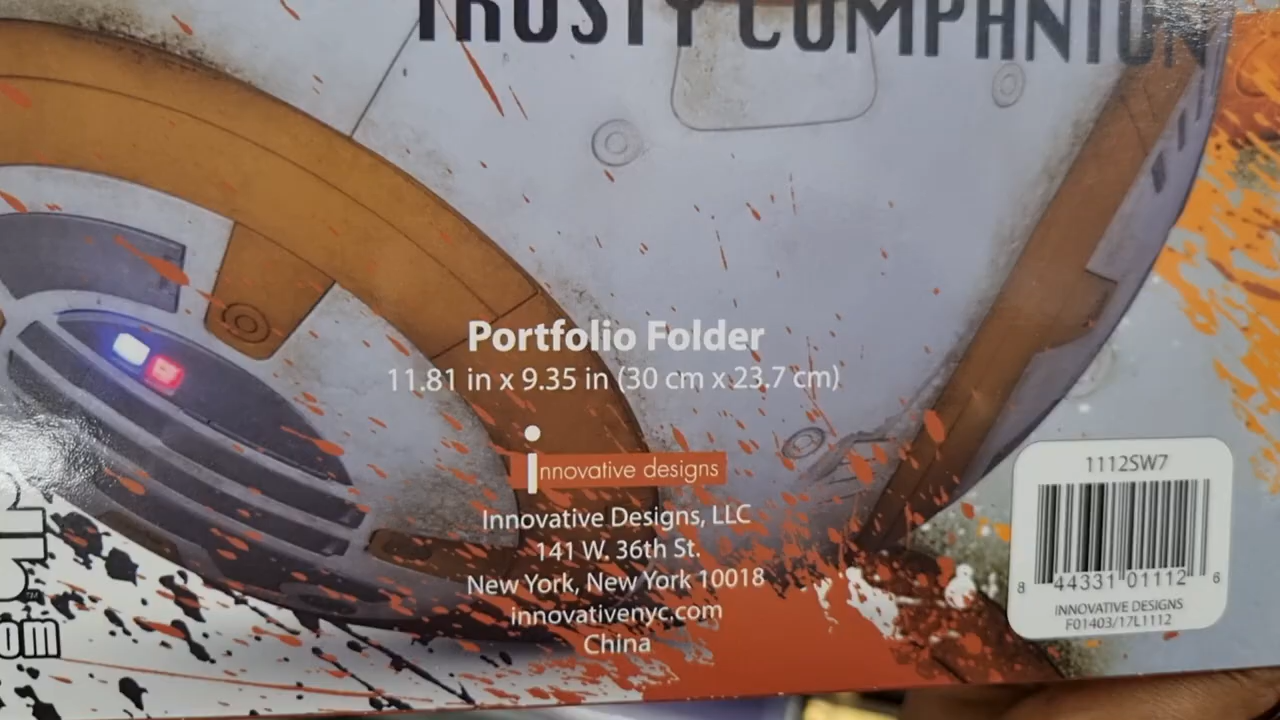 TRUSTY COMPANION
Portfolio Folder
11.81 in x 9.35 in (30 cm x 23.7 cm)
innovative designs
Innovative Designs, LLC
141 W. 36th St.
New York, New York 10018
innovativenyc.com
China
1112SW7
8 44331 01112 6
INNOVATIVE DESIGNS
F01403/17L1112
om